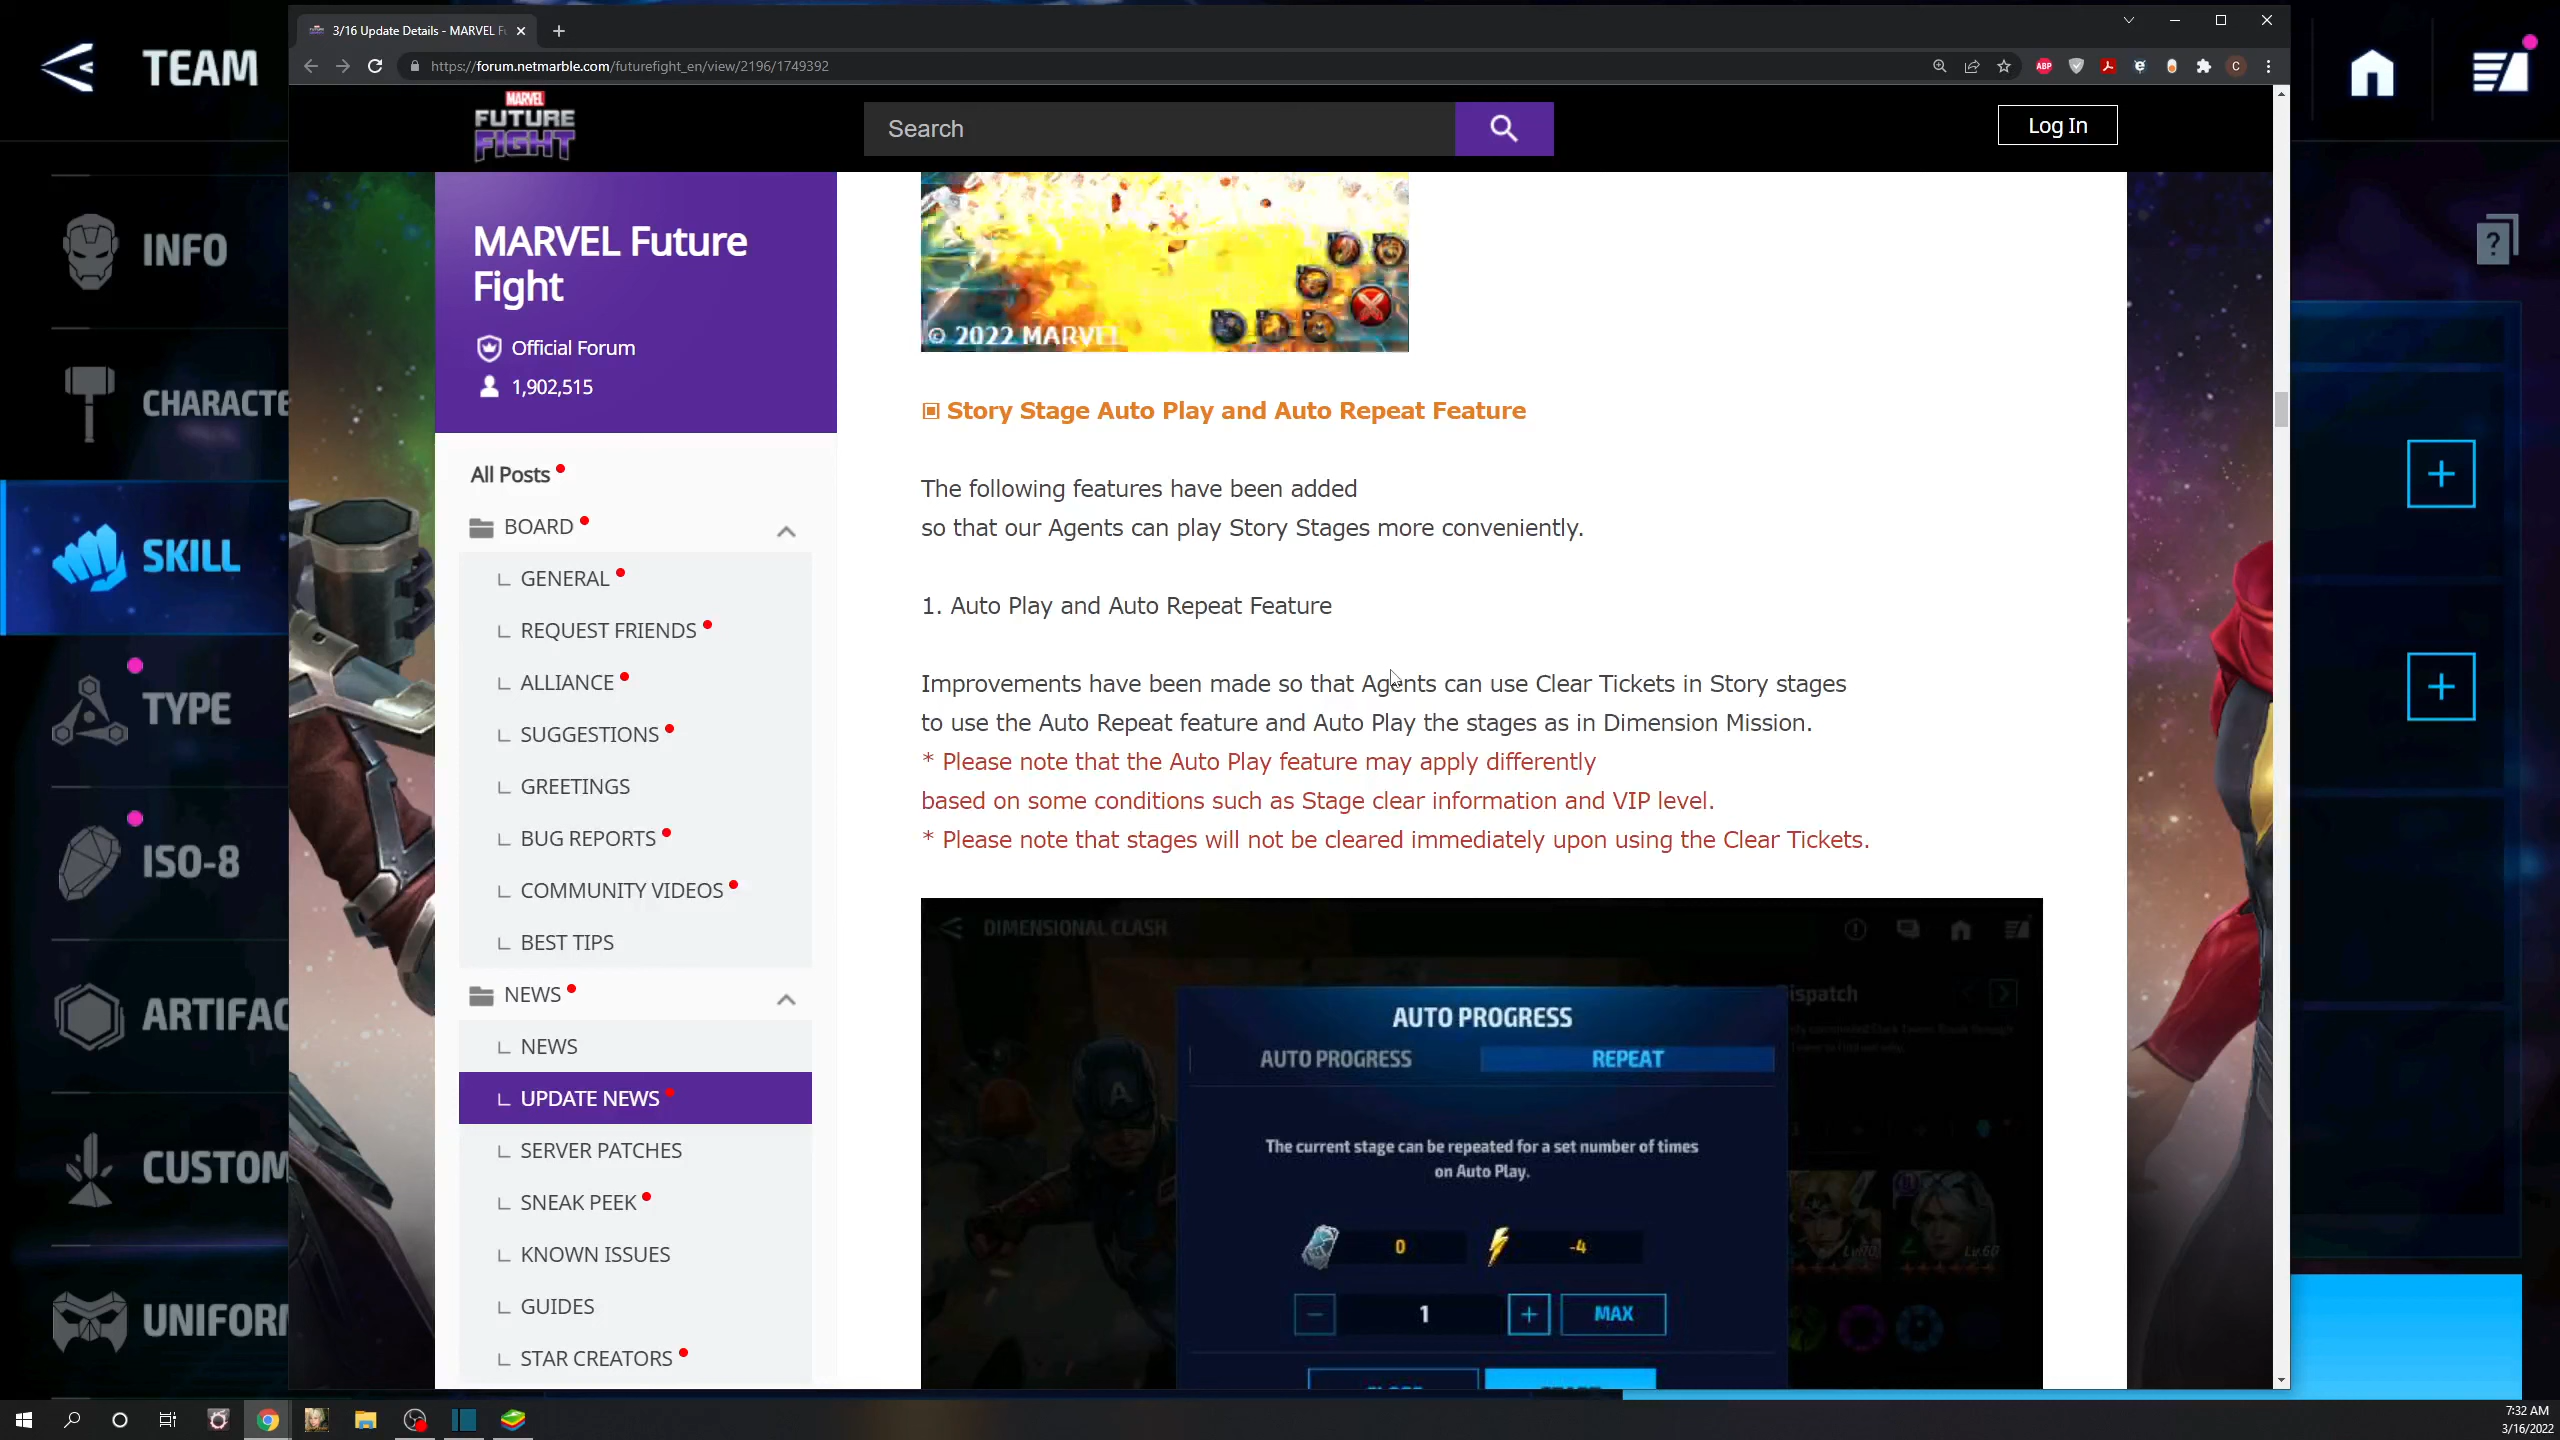 3/16 Update Details - MARVEL F
https://forum.netmarble.com/futurefight_en/view/2196/1749392
ABP
C
TEAM
INFO
CHARACTE
SKILL
TYPE
ISO-8
ARTIFAC
CUSTOM
UNIFOR
MARVEL
FUTURE
FIGHT
Search
Log In
MARVEL Future
Fight
Official Forum
1,902,515
All Posts
BOARD
GENERAL
REQUEST FRIENDS
ALLIANCE
SUGGESTIONS
GREETINGS
BUG REPORTS
COMMUNITY VIDEOS
BEST TIPS
NEWS
NEWS
UPDATE NEWS
SERVER PATCHES
SNEAK PEEK
KNOWN ISSUES
GUIDES
STAR CREATORS
© 2022 MARVEL
Story Stage Auto Play and Auto Repeat Feature
The following features have been added
so that our Agents can play Story Stages more conveniently.
1. Auto Play and Auto Repeat Feature
Improvements have been made so that Agents can use Clear Tickets in Story stages
to use the Auto Repeat feature and Auto Play the stages as in Dimension Mission.
* Please note that the Auto Play feature may apply differently
based on some conditions such as Stage clear information and VIP level.
* Please note that stages will not be cleared immediately upon using the Clear Tickets.
DIMENSIONAL CLASH
Dispatch
AUTO PROGRESS
AUTO PROGRESS REPEAT
The current stage can be repeated for a set number of times
on Auto Play.
0 -4
- 1 + MAX
Lv.70 Lv.60
?
7:32 AM
3/16/2022